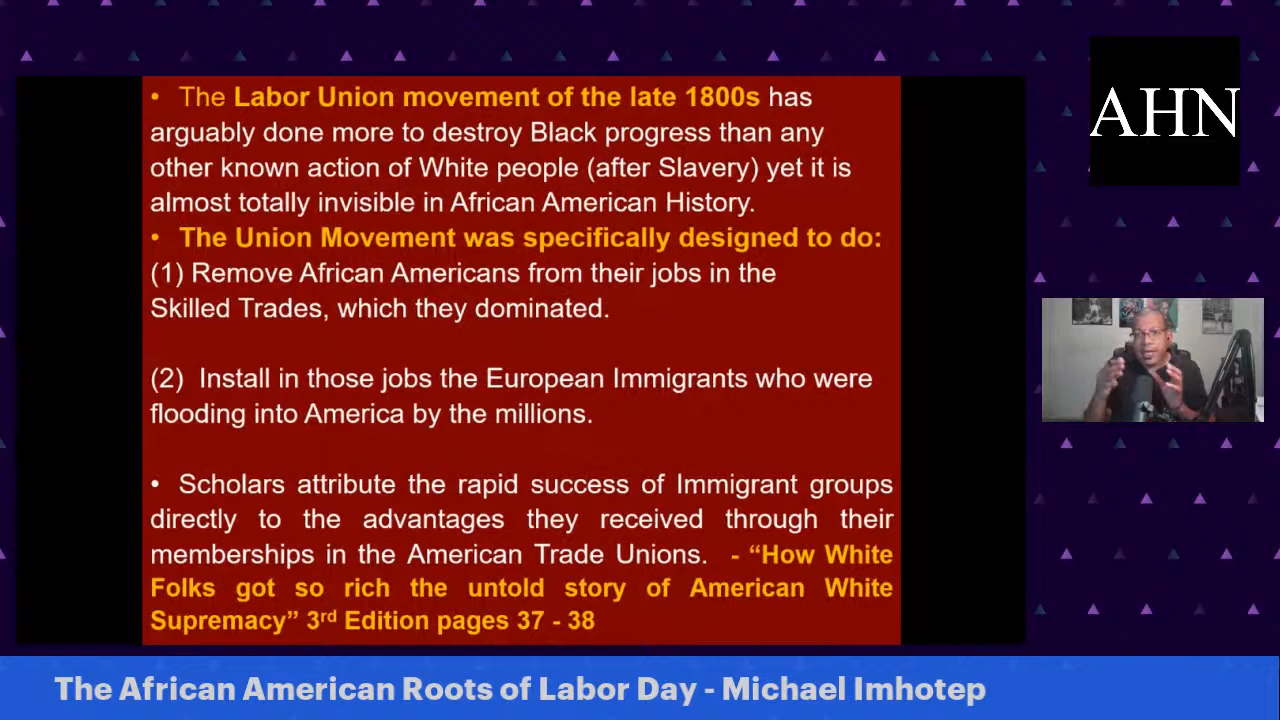 • The Labor Union movement of the late 1800s has
arguably done more to destroy Black progress than any
other known action of White people (after Slavery) yet it is
almost totally invisible in African American History.
• The Union Movement was specifically designed to do:
(1) Remove African Americans from their jobs in the
Skilled Trades, which they dominated.
(2) Install in those jobs the European Immigrants who were
flooding into America by the millions.
• Scholars attribute the rapid success of Immigrant groups
directly to the advantages they received through their
memberships in the American Trade Unions. - “How White
Folks got so rich the untold story of American White
Supremacy” 3rd Edition pages 37 - 38
AHN
The African American Roots of Labor Day - Michael Imhotep